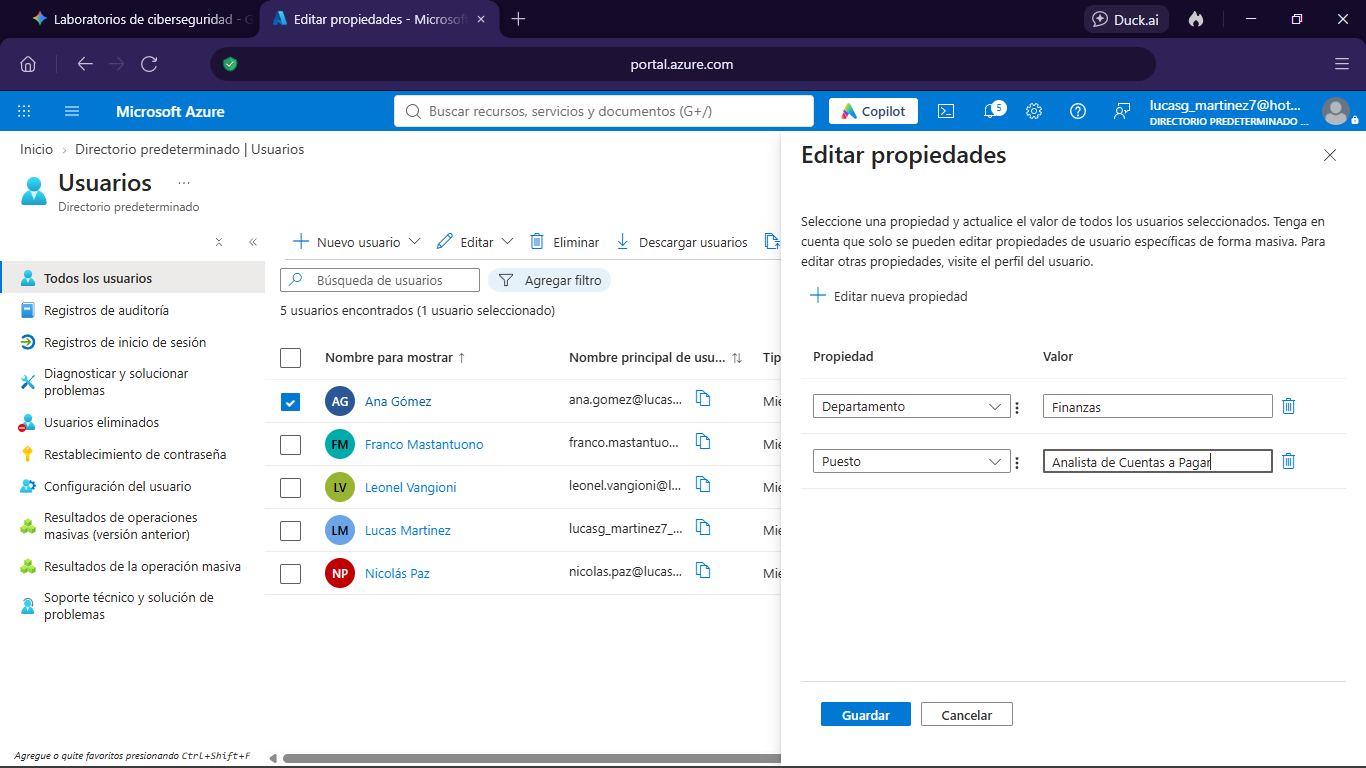 Laboratorios de ciberseguridad - G
Editar propiedades - Microsoft
Duck.ai
portal.azure.com
Microsoft Azure
Buscar recursos, servicios y documentos (G+/)
Copilot
5
lucasg_martinez7@hot...
DIRECTORIO PREDETERMINADO ...
Inicio
Directorio predeterminado | Usuarios
Usuarios
...
Directorio predeterminado
Nuevo usuario
Editar
Eliminar
Descargar usuarios
Todos los usuarios
Registros de auditoría
Registros de inicio de sesión
Diagnosticar y solucionar
problemas
Usuarios eliminados
Restablecimiento de contraseña
Configuración del usuario
Resultados de operaciones
masivas (versión anterior)
Resultados de la operación masiva
Soporte técnico y solución de
problemas
Agregue o quite favoritos presionando Ctrl+Shift+F
Búsqueda de usuarios
Agregar filtro
5 usuarios encontrados (1 usuario seleccionado)
Nombre para mostrar ↑
Nombre principal de usu... ↑↓
Tip
AG Ana Gómez ana.gomez@lucas... Mie
FM Franco Mastantuono franco.mastantuo... Mie
LV Leonel Vangioni leonel.vangioni@l... Mie
LM Lucas Martinez lucasg_martinez7_... Mie
NP Nicolás Paz nicolas.paz@lucas... Mie
Editar propiedades
Seleccione una propiedad y actualice el valor de todos los usuarios seleccionados. Tenga en
cuenta que solo se pueden editar propiedades de usuario específicas de forma masiva. Para
editar otras propiedades, visite el perfil del usuario.
Editar nueva propiedad
Propiedad Valor
Departamento Finanzas
Puesto Analista de Cuentas a Pagar
Guardar
Cancelar